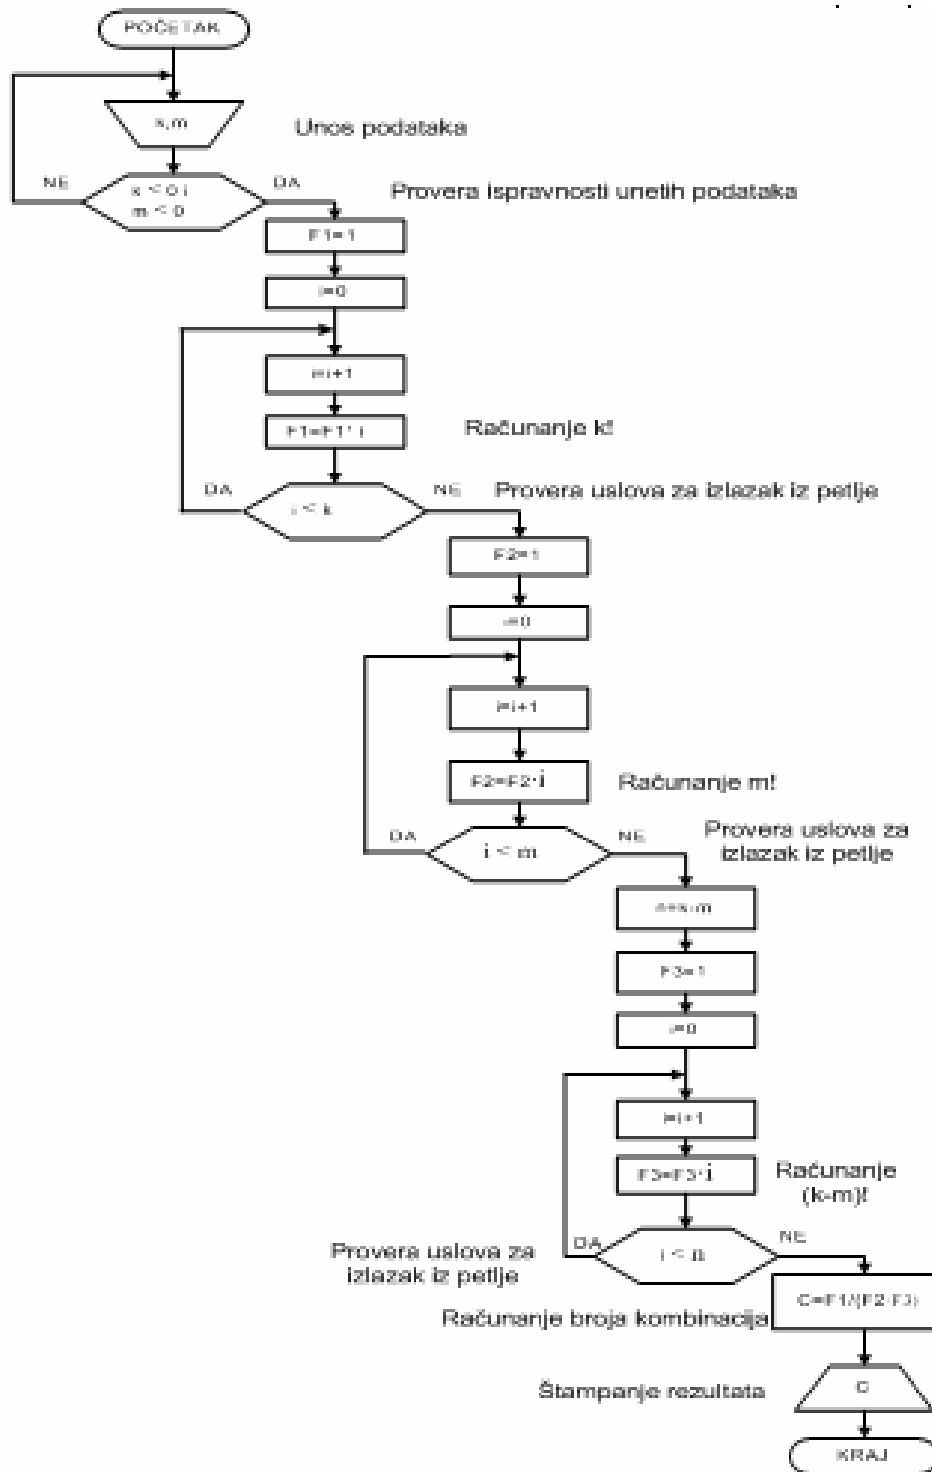 POČETAK
k,m
Unos podataka
NE
DA
k < 0 i
m < 0
Provera ispravnosti unetih podataka
F1=1
i=0
i=i+1
F1=F1·i
Računanje k!
DA
NE
i < k
Provera uslova za izlazak iz petlje
F2=1
i=0
i=i+1
F2=F2·i
Računanje m!
DA
NE
i < m
Provera uslova za
izlazak iz petlje
n=k-m
F3=1
i=0
i=i+1
F3=F3·i
Računanje
(k-m)!
DA
NE
i < n
Provera uslova za
izlazak iz petlje
C=F1/(F2·F3)
Računanje broja kombinacija
Štampanje rezultata
C
KRAJ